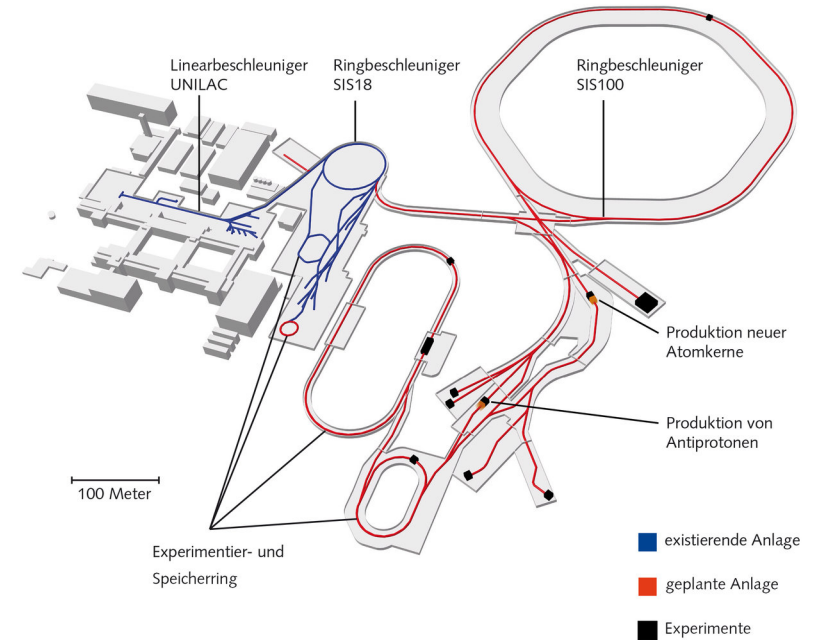 Linearbeschleuniger
UNILAC
Ringbeschleuniger
SIS18
Ringbeschleuniger
SIS100
Produktion neuer
Atomkerne
Produktion von
Antiprotonen
100 Meter
Experimentier- und
Speicherring
existierende Anlage
geplante Anlage
Experimente